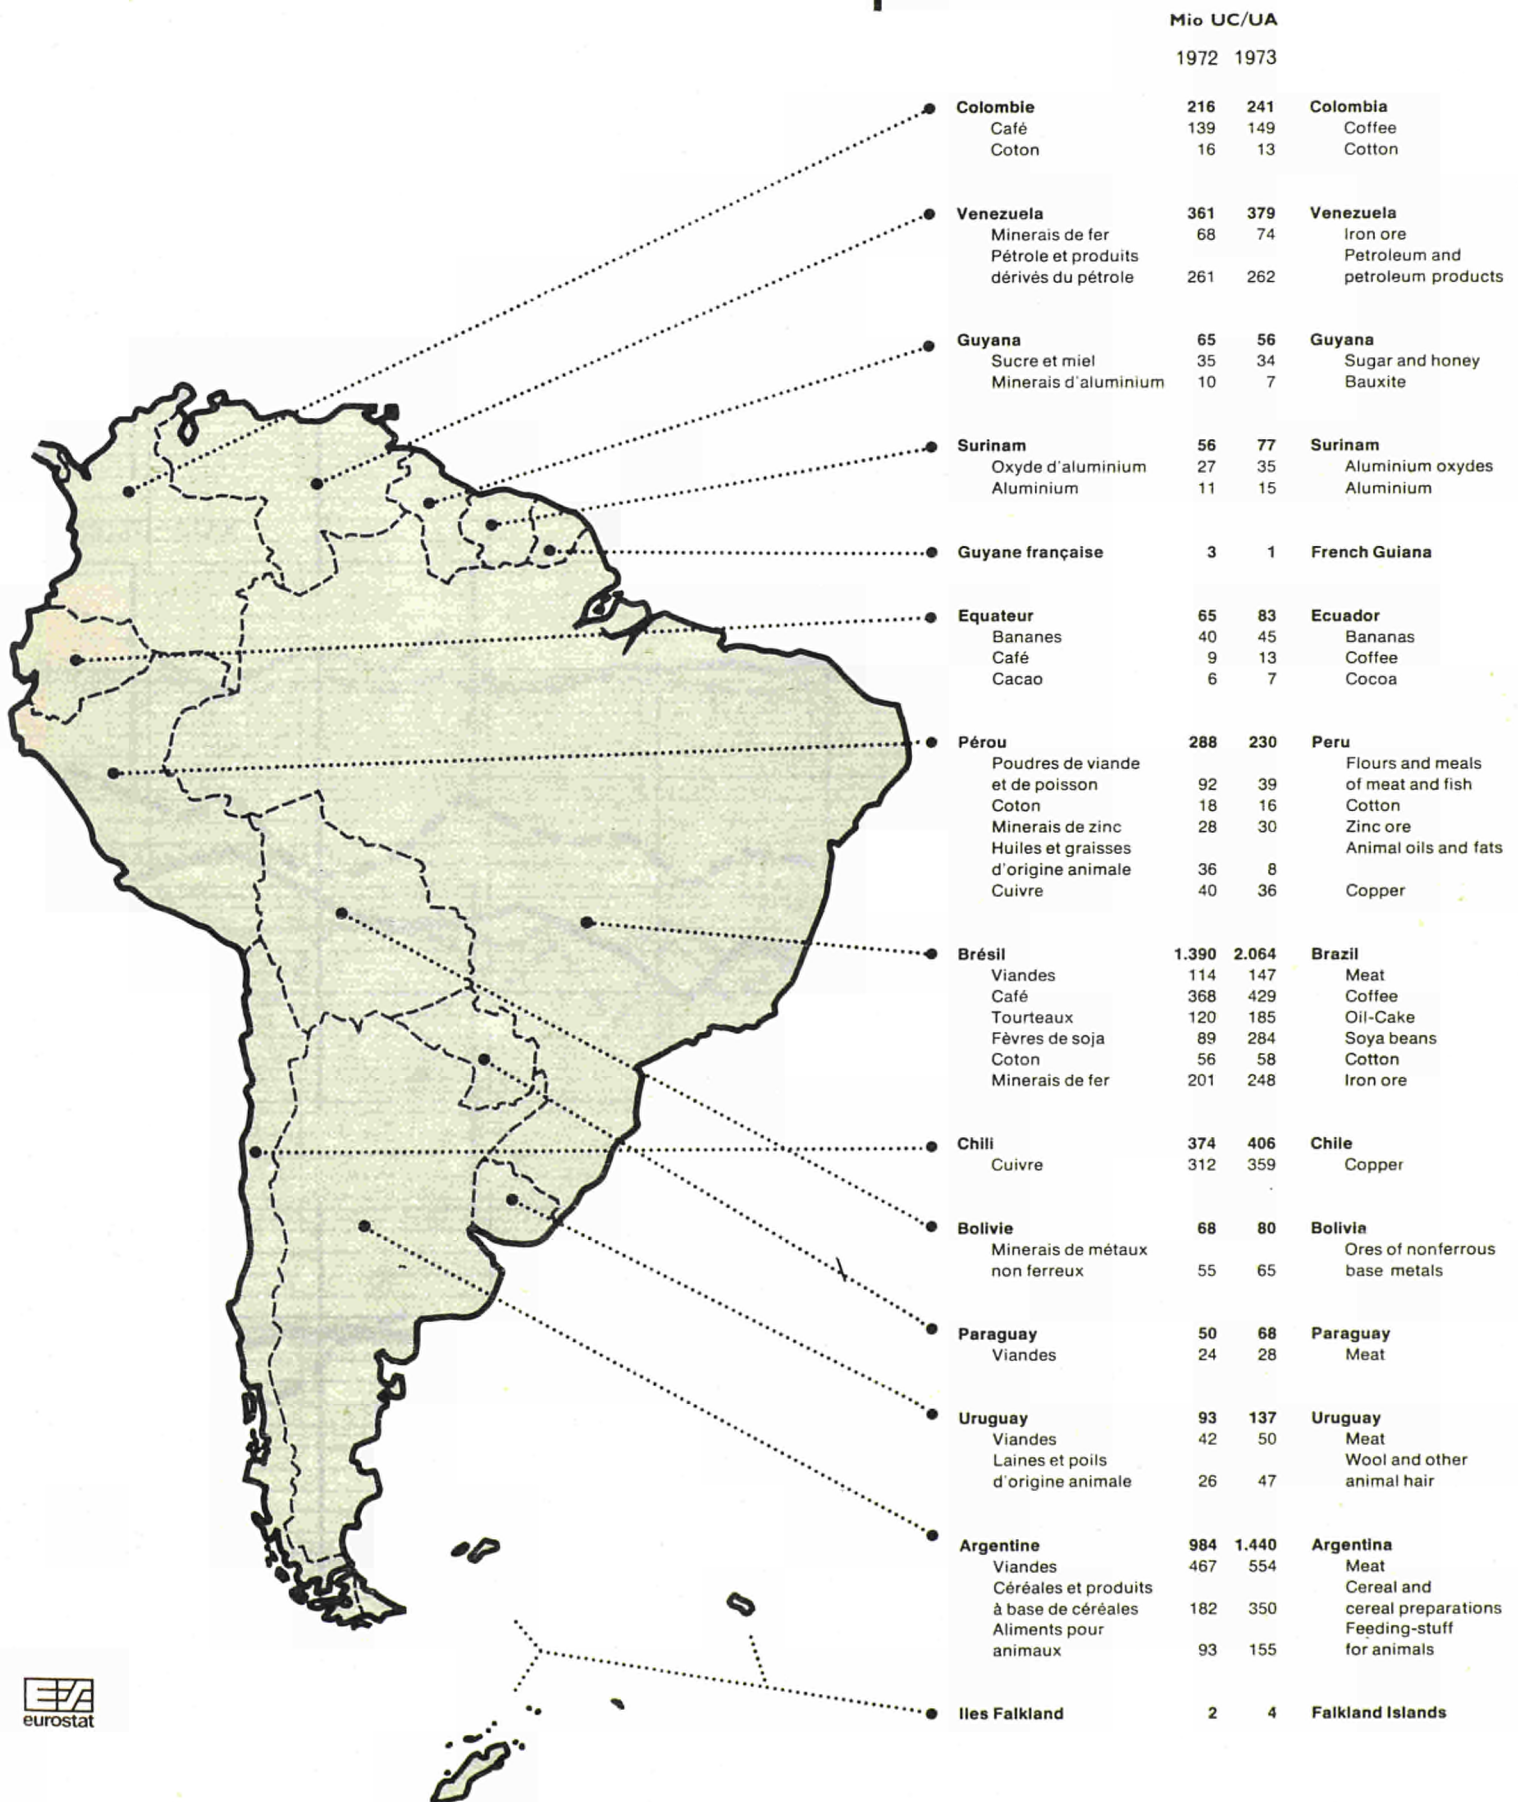 Mio UC/UA
1972 1973
Colombie 216 241 Colombia
Café 139 149 Coffee
Coton 16 13 Cotton
Venezuela 361 379 Venezuela
Minerais de fer 68 74 Iron ore
Pétrole et produits Petroleum and
dérivés du pétrole 261 262 petroleum products
Guyana 65 56 Guyana
Sucre et miel 35 34 Sugar and honey
Minerais d'aluminium 10 7 Bauxite
Surinam 56 77 Surinam
Oxyde d'aluminium 27 35 Aluminium oxydes
Aluminium 11 15 Aluminium
Guyane française 3 1 French Guiana
Equateur 65 83 Ecuador
Bananes 40 45 Bananas
Café 9 13 Coffee
Cacao 6 7 Cocoa
Pérou 288 230 Peru
Poudres de viande Flours and meals
et de poisson 92 39 of meat and fish
Coton 18 16 Cotton
Minerais de zinc 28 30 Zinc ore
Huiles et graisses Animal oils and fats
d'origine animale 36 8
Cuivre 40 36 Copper
Brésil 1.390 2.064 Brazil
Viandes 114 147 Meat
Café 368 429 Coffee
Tourteaux 120 185 Oil-Cake
Fèvres de soja 89 284 Soya beans
Coton 56 58 Cotton
Minerais de fer 201 248 Iron ore
Chili 374 406 Chile
Cuivre 312 359 Copper
Bolivie 68 80 Bolivia
Minerais de métaux Ores of nonferrous
non ferreux 55 65 base metals
Paraguay 50 68 Paraguay
Viandes 24 28 Meat
Uruguay 93 137 Uruguay
Viandes 42 50 Meat
Laines et poils Wool and other
d'origine animale 26 47 animal hair
Argentine 984 1.440 Argentina
Viandes 467 554 Meat
Céréales et produits Cereal and
à base de céréales 182 350 cereal preparations
Aliments pour Feeding-stuff
animaux 93 155 for animals
Iles Falkland 2 4 Falkland Islands
eurostat